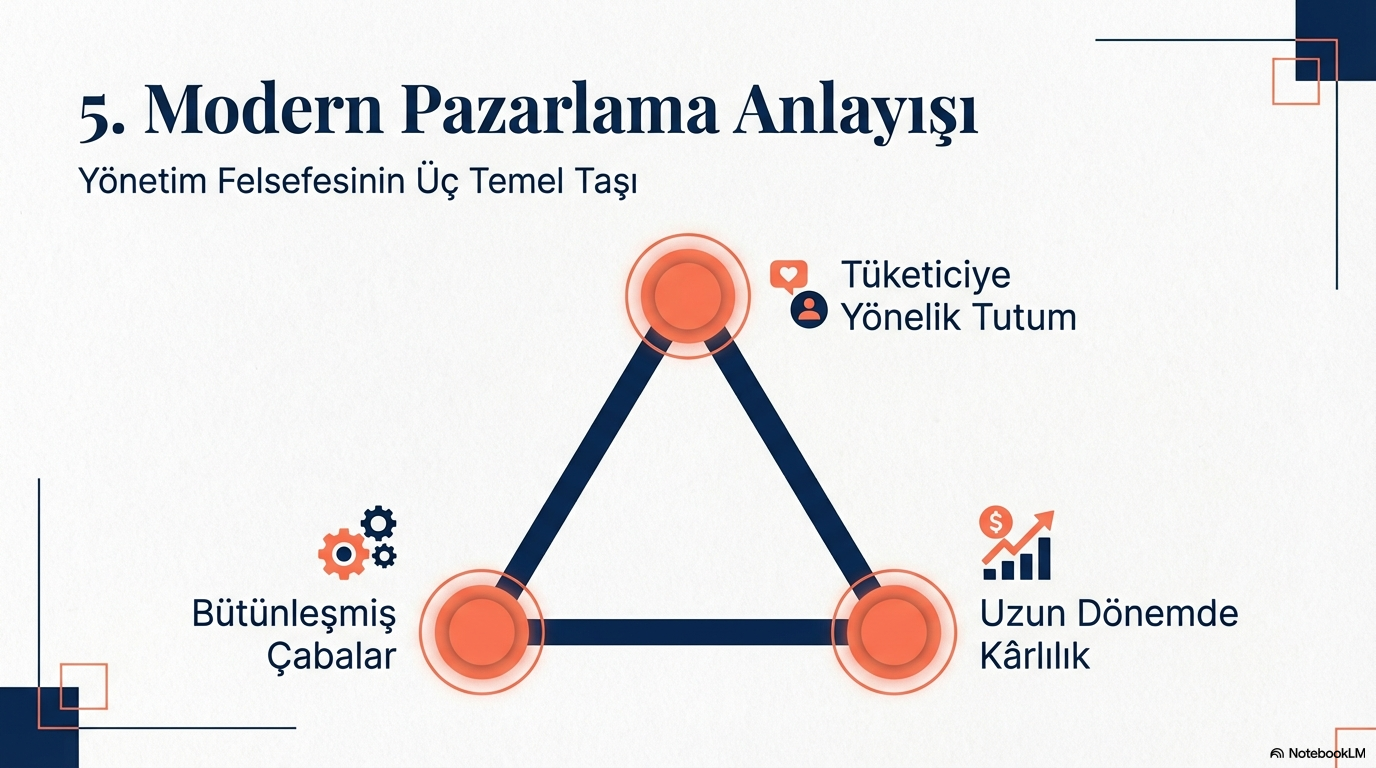 5. Modern Pazarlama Anlayışı
Yönetim Felsefesinin Üç Temel Taşı
Tüketiciye
Yönelik Tutum
Bütünleşmiş
Çabalar
$
Uzun Dönemde
Kârlılık
NotebookLM